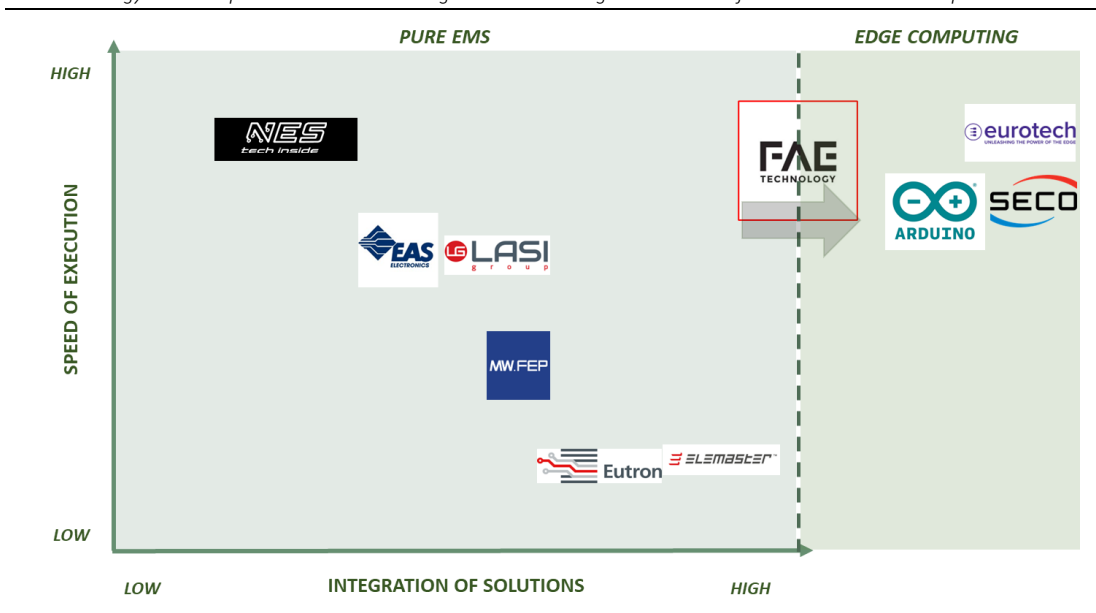 PURE EMS
EDGE COMPUTING
HIGH
NES
tech inside
FAE
TECHNOLOGY
eurotech
UNLEASHING THE POWER OF THE EDGE
ARDUINO
SECO
EAS
ELECTRONICS
LG LASI
group
SPEED OF EXECUTION
MW.FEP
Eutron
ELEMASTER
LOW
LOW
INTEGRATION OF SOLUTIONS
HIGH